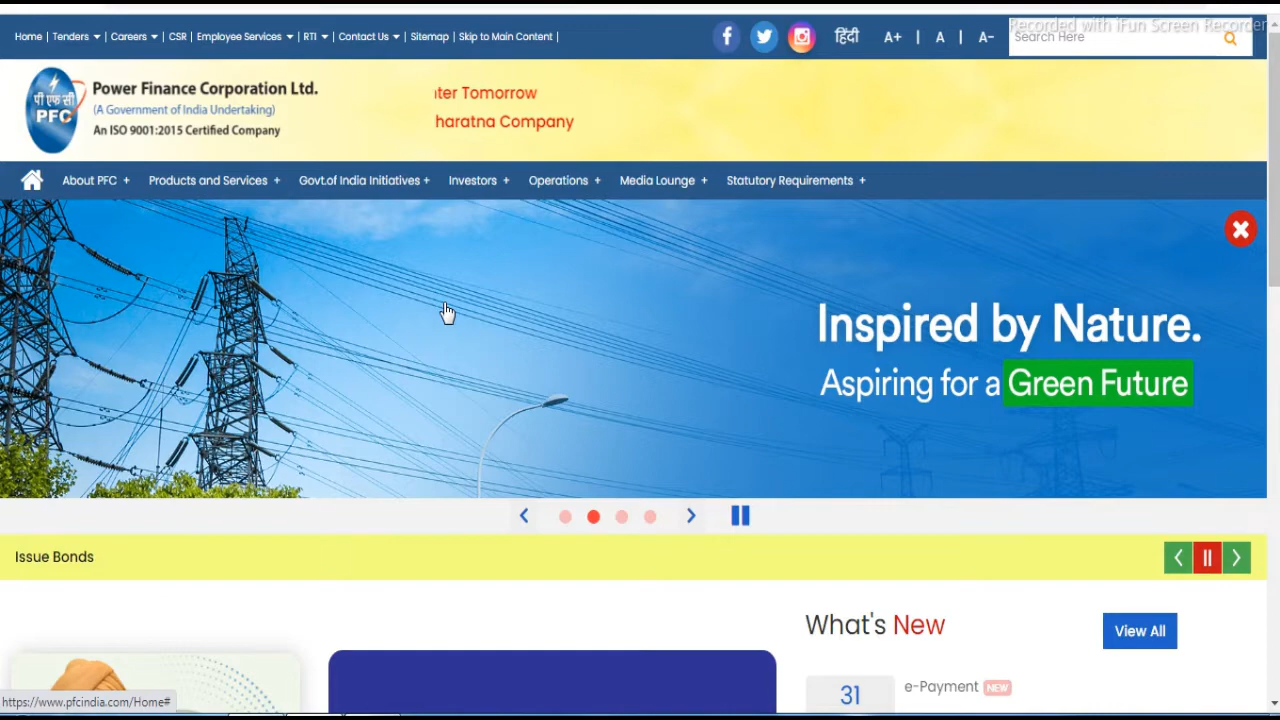 Recorded with iFun Screen Recorder
Home | Tenders | Careers | CSR | Employee Services | RTI | Contact Us | Sitemap | Skip to Main Content |
हिंदी A+ | A | A-
Search Here
पी एफ सी
PFC
Power Finance Corporation Ltd.
(A Government of India Undertaking)
An ISO 9001:2015 Certified Company
ter Tomorrow
haratna Company
About PFC + Products and Services + Govt.of India Initiatives + Investors + Operations + Media Lounge + Statutory Requirements +
Inspired by Nature.
Aspiring for a Green Future
Issue Bonds
What's New
View All
31
e-Payment NEW
https://www.pfcindia.com/Home#